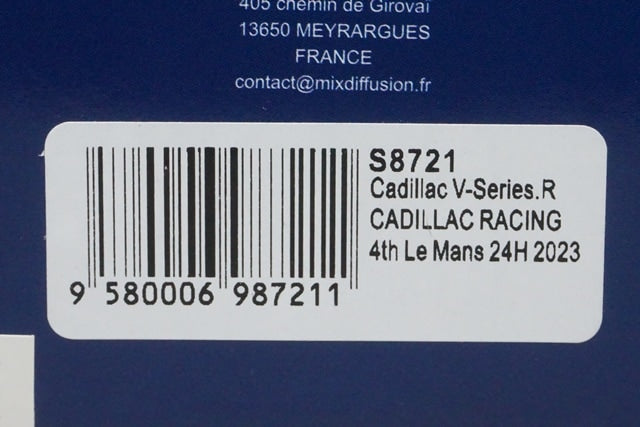 405 chemin de Girovaï
13650 MEYRARGUES
FRANCE
contact@mixdiffusion.fr
S8721
Cadillac V-Series.R
CADILLAC RACING
4th Le Mans 24H 2023
9 580006 987211